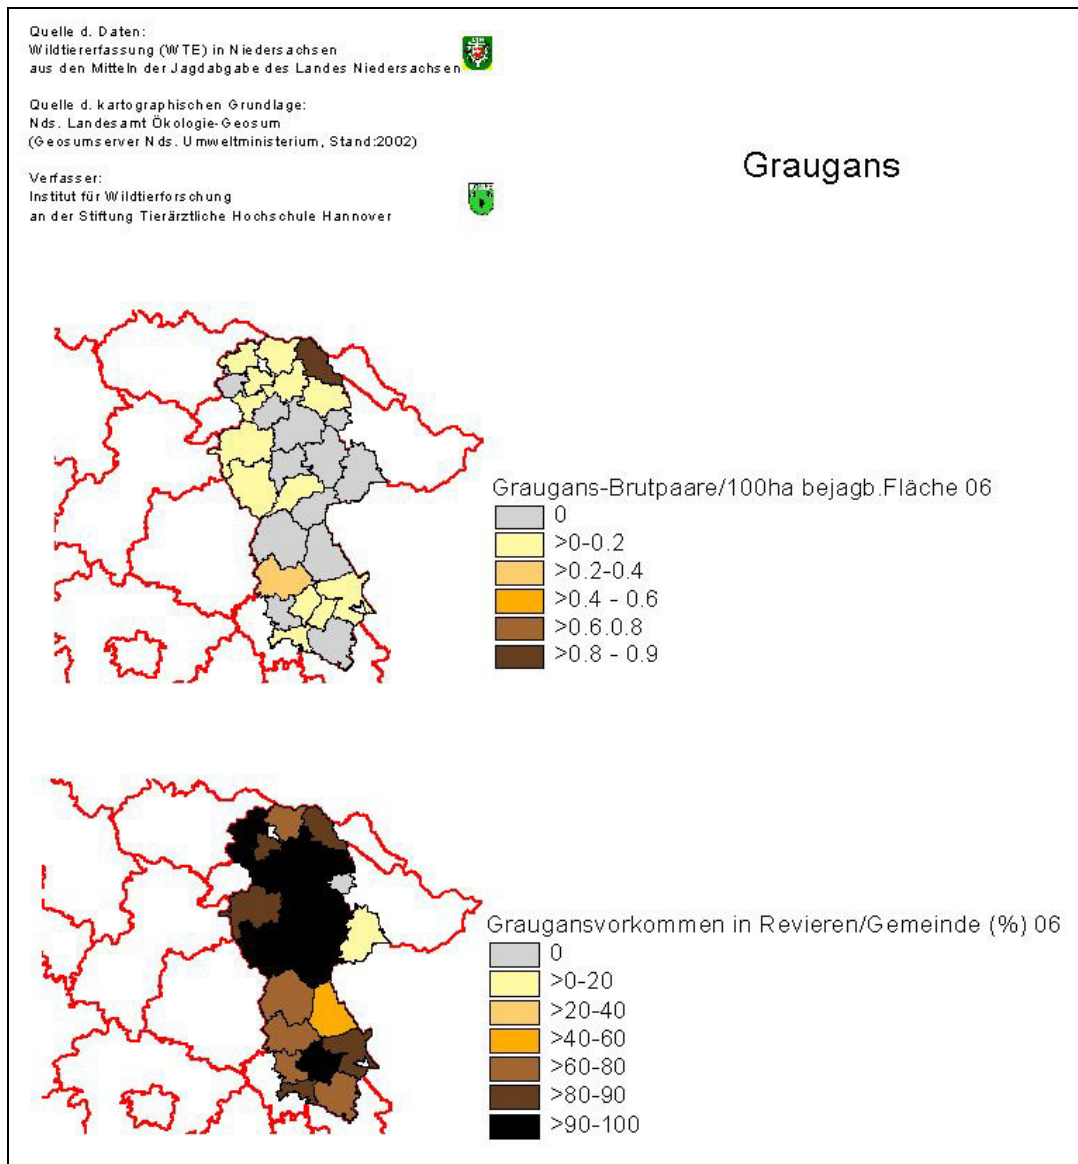 Quelle d. Daten:
Wildtiererfassung (WTE) in Niedersachsen
aus den Mitteln der Jagdabgabe des Landes Niedersachsen
Quelle d. kartographischen Grundlage:
Nds. Landesamt Ökologie-Geosum
(Geosumserver Nds. Umweltministerium, Stand:2002)
Verfasser:
Institut für Wildtierforschung
an der Stiftung Tierärztliche Hochschule Hannover
Graugans
Graugans-Brutpaare/100ha bejagb.Fläche 06
0
>0-0.2
>0.2-0.4
>0.4 - 0.6
>0.6.0.8
>0.8 - 0.9
Graugansvorkommen in Revieren/Gemeinde (%) 06
0
>0-20
>20-40
>40-60
>60-80
>80-90
>90-100